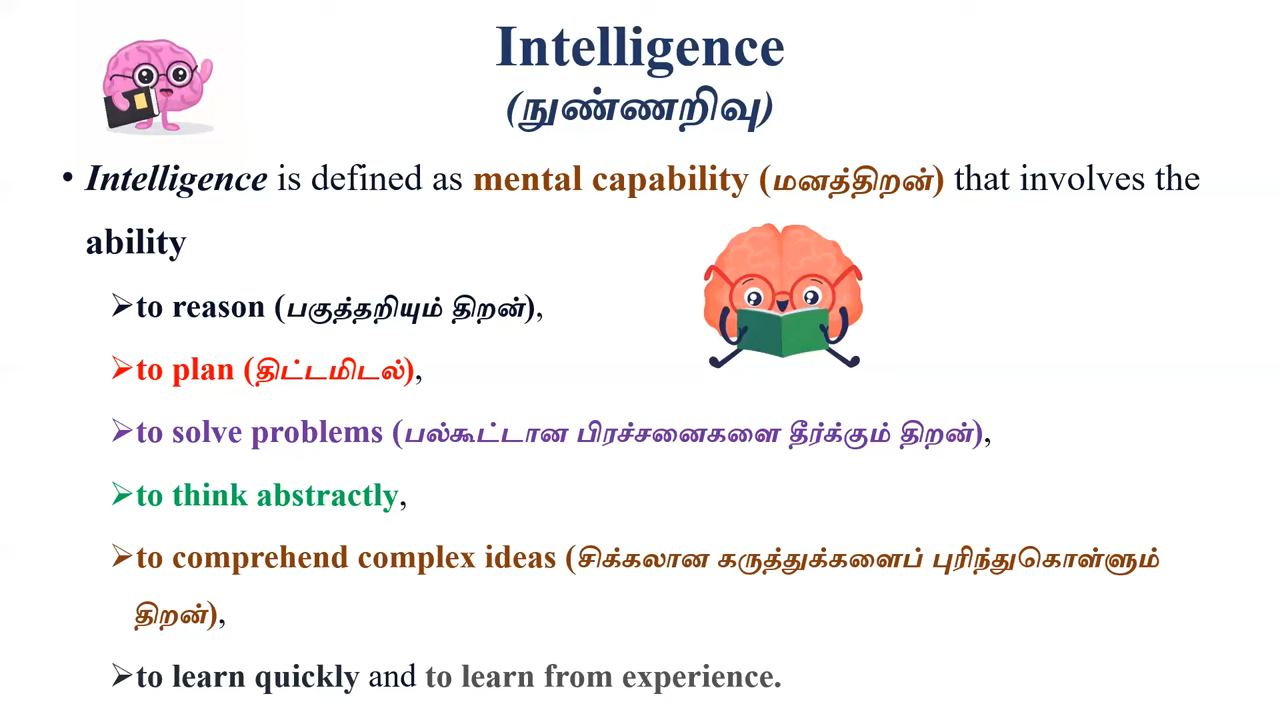 Intelligence
(நுண்ணறிவு)
• Intelligence is defined as mental capability (மனத்திறன்) that involves the
ability
➢to reason (பகுத்தறியும் திறன்),
➢to plan (திட்டமிடல்),
➢to solve problems (பல்கூட்டான பிரச்சனைகளை தீர்க்கும் திறன்),
➢to think abstractly,
➢to comprehend complex ideas (சிக்கலான கருத்துக்களைப் புரிந்துகொள்ளும்
திறன்),
➢to learn quickly and to learn from experience.